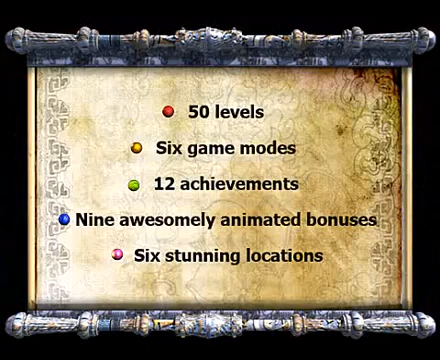 50 levels
Six game modes
12 achievements
Nine awesomely animated bonuses
Six stunning locations